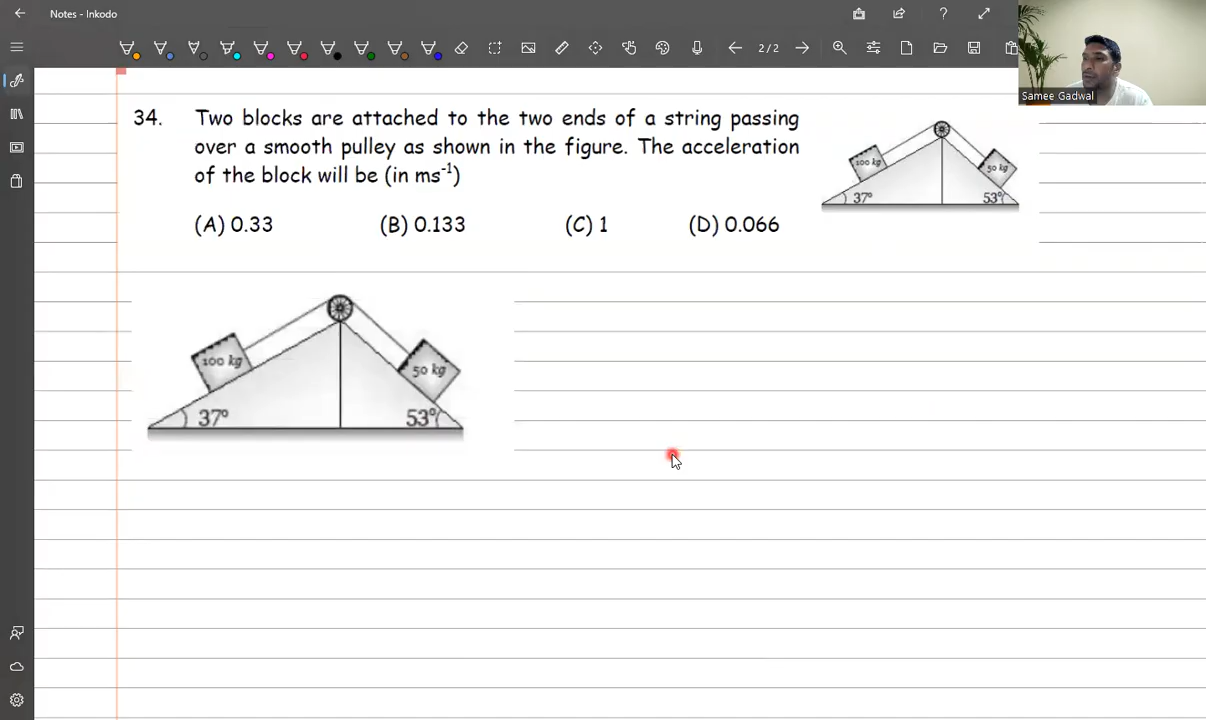 Notes - Inkodo
2/2
Samee Gadwal
34. Two blocks are attached to the two ends of a string passing
over a smooth pulley as shown in the figure. The acceleration
of the block will be (in ms⁻¹)
(A) 0.33 (B) 0.133 (C) 1 (D) 0.066
100 kg
50 kg
37° 53°
100 kg
50 kg
37° 53°